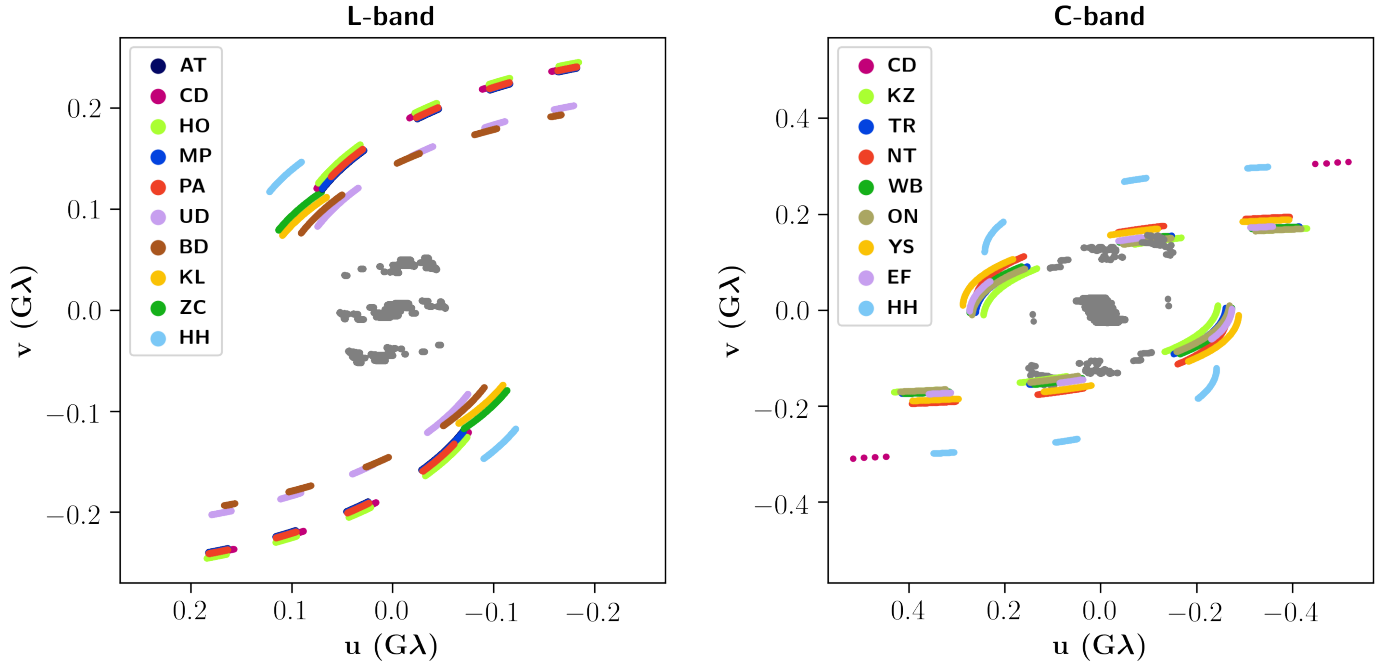 L-band
AT
CD
HO
MP
PA
UD
BD
KL
ZC
HH
0.2
0.1
0.0
−0.1
−0.2
v (Gλ)
0.2 0.1 0.0 −0.1 −0.2
u (Gλ)
C-band
CD
KZ
TR
NT
WB
ON
YS
EF
HH
0.4
0.2
0.0
−0.2
−0.4
v (Gλ)
0.4 0.2 0.0 −0.2 −0.4
u (Gλ)